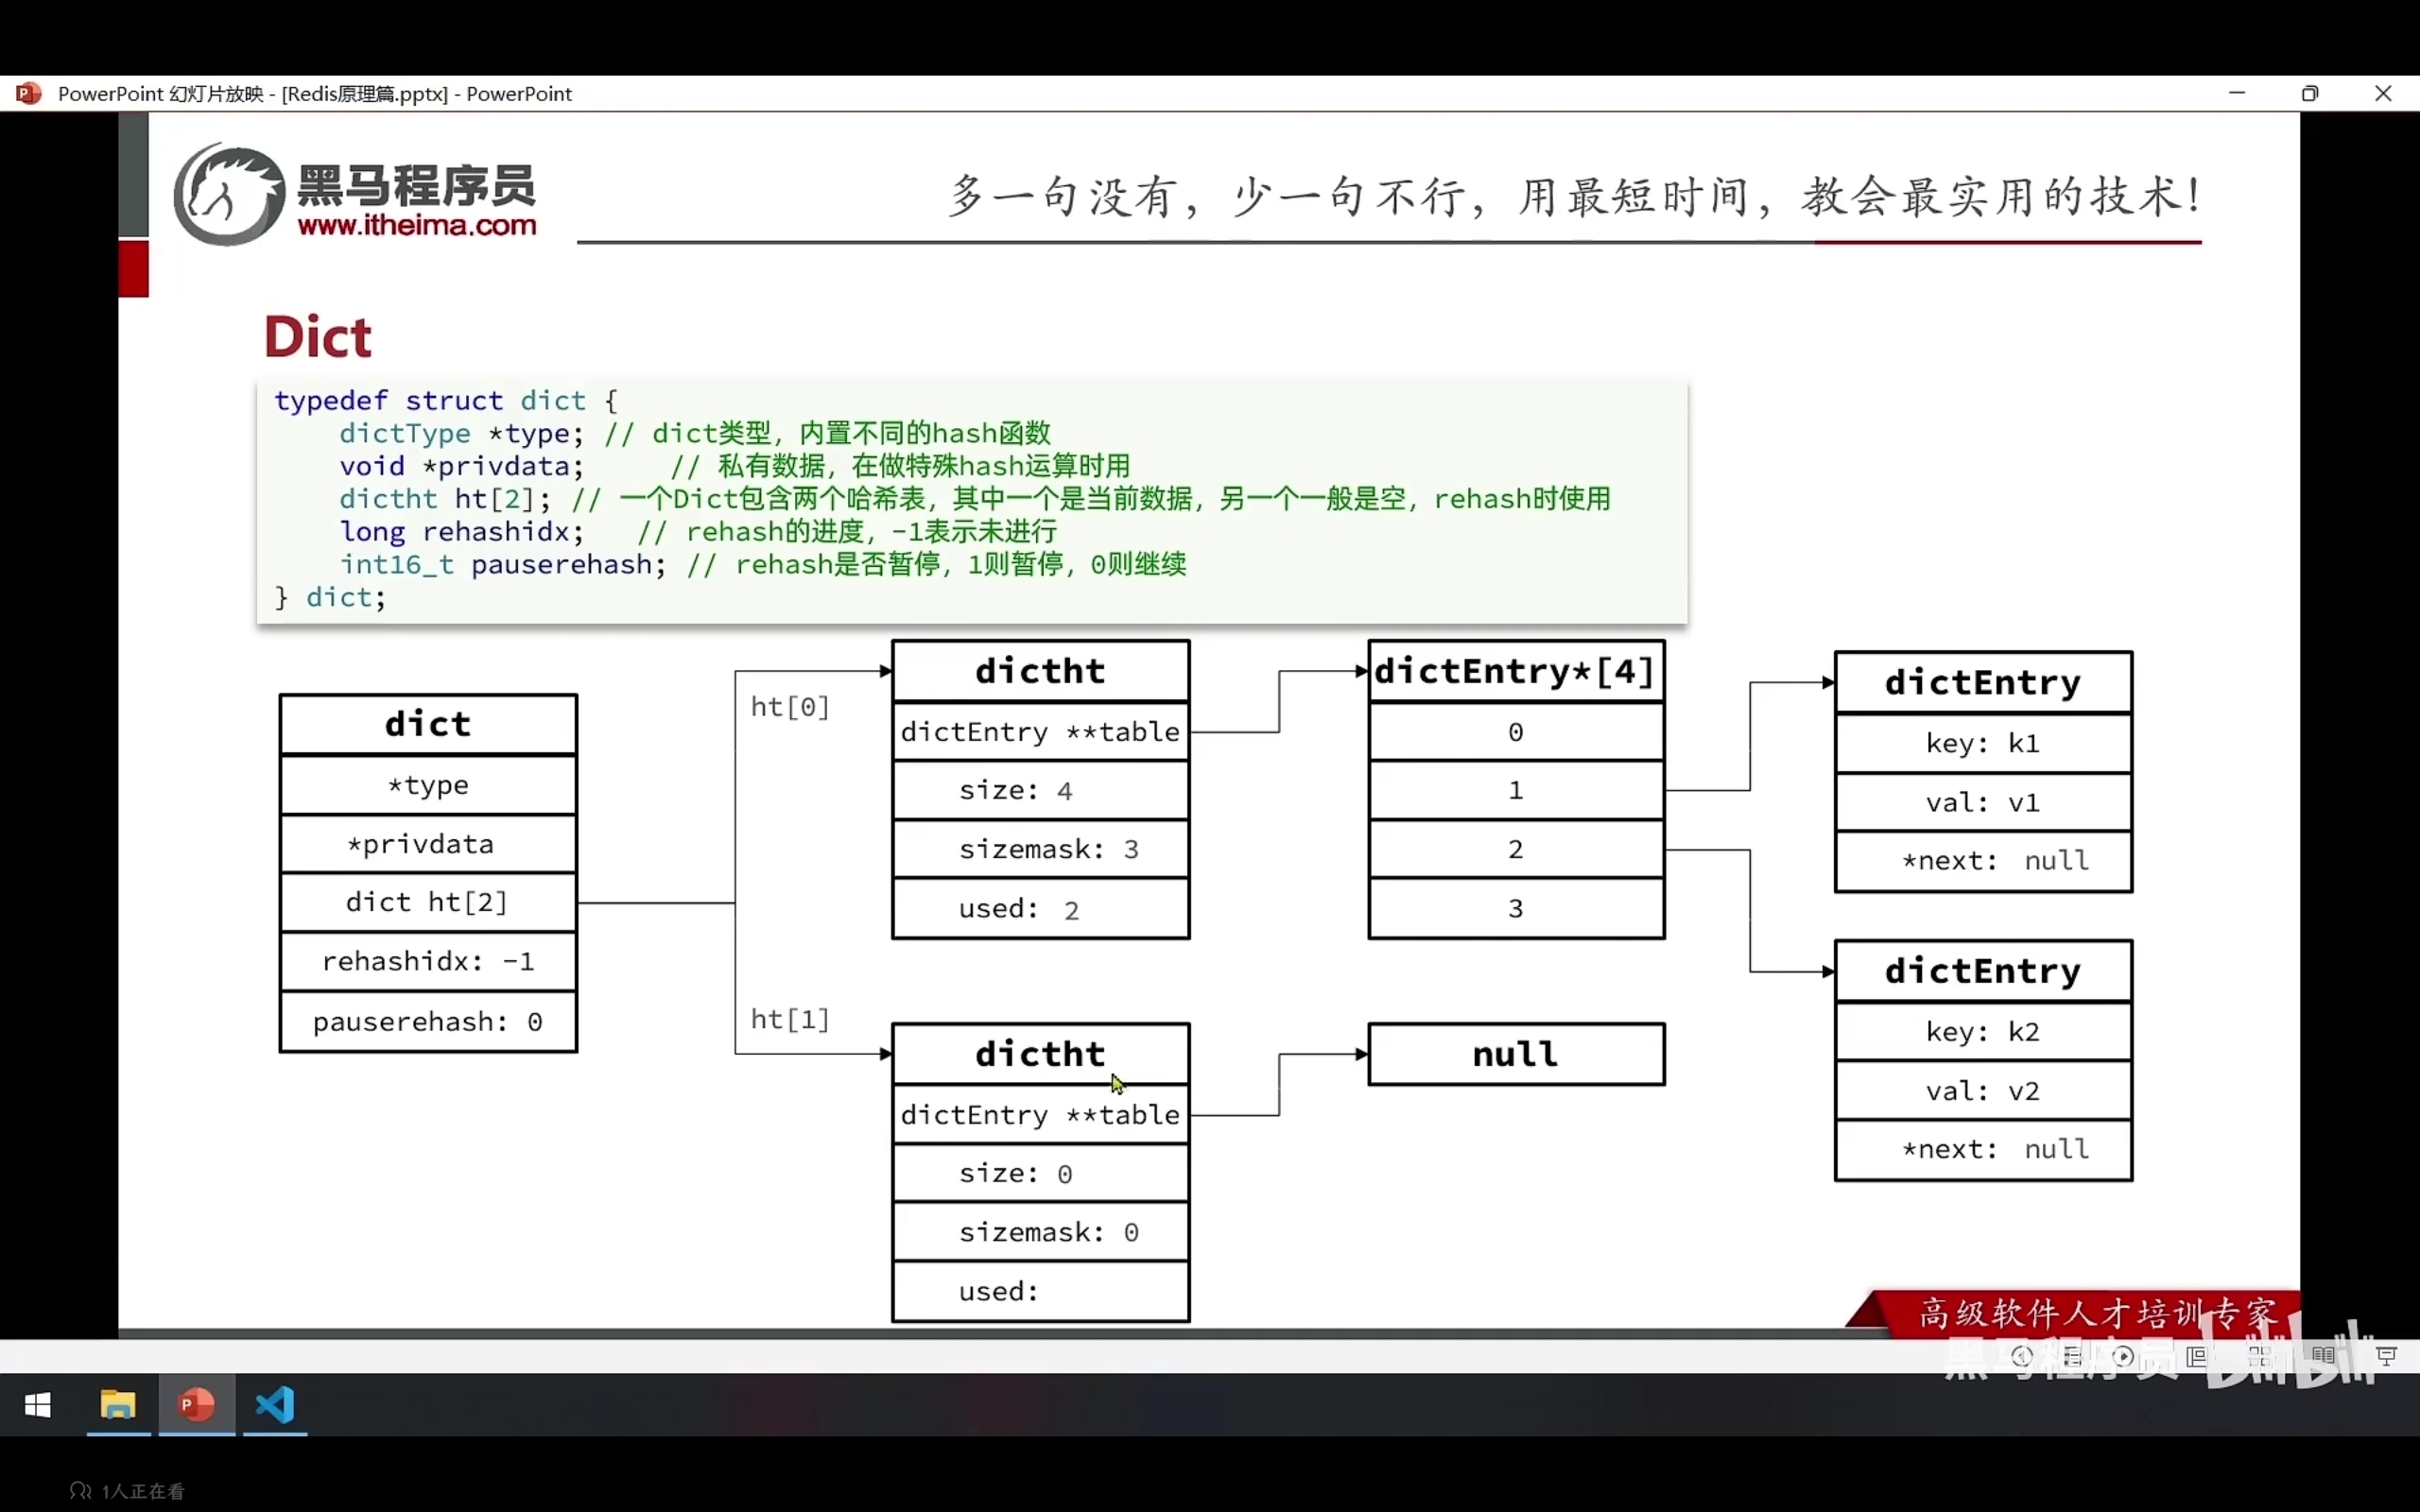 PowerPoint 幻灯片放映 - [Redis原理篇.pptx] - PowerPoint
黑马程序员
www.itheima.com
多一句没有，少一句不行，用最短时间，教会最实用的技术！
Dict
typedef struct dict {
dictType *type; // dict类型，内置不同的hash函数
void *privdata; // 私有数据，在做特殊hash运算时用
dictht ht[2]; // 一个Dict包含两个哈希表，其中一个是当前数据，另一个一般是空，rehash时使用
long rehashidx; // rehash的进度，-1表示未进行
int16_t pauserehash; // rehash是否暂停，1则暂停，0则继续
} dict;
dict
*type
*privdata
dict ht[2]
rehashidx: -1
pauserehash: 0
ht[0]
dictht
dictEntry **table
size: 4
sizemask: 3
used: 2
dictEntry*[4]
0
1
2
3
dictEntry
key: k1
val: v1
*next: null
ht[1]
dictht
dictEntry **table
size: 0
sizemask: 0
used:
null
dictEntry
key: k2
val: v2
*next: null
高级软件人才培训专家
黑马程序员 bilibili
1人正在看